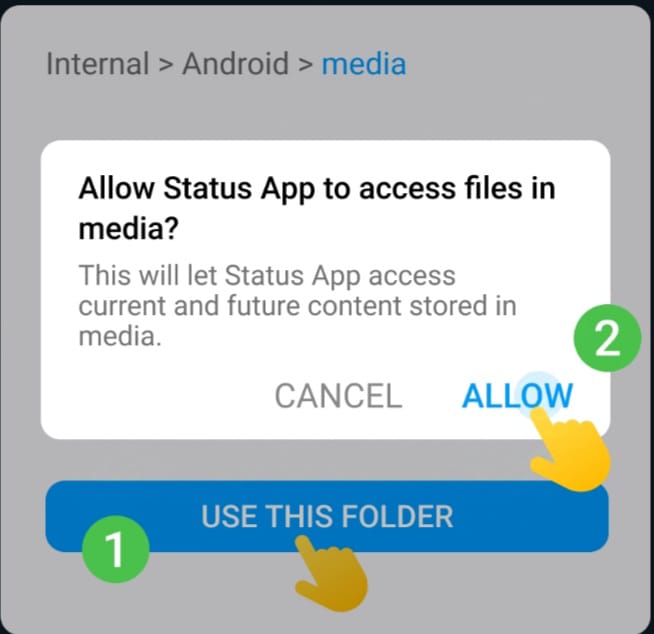 Internal > Android > media
Allow Status App to access files in
media?
This will let Status App access
current and future content stored in
media.
2
CANCEL ALLOW
USE THIS FOLDER
1